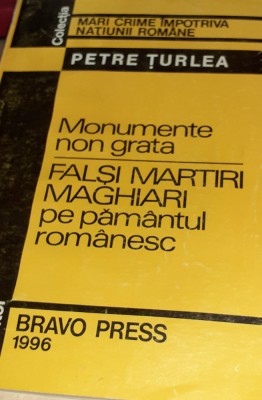 Colecția
MARI CRIME ÎMPOTRIVA
NAȚIUNII ROMÂNE
PETRE ȚURLEA
Monumente
non grata
FALȘI MARTIRI
MAGHIARI
pe pământul
românesc
BRAVO PRESS
1996